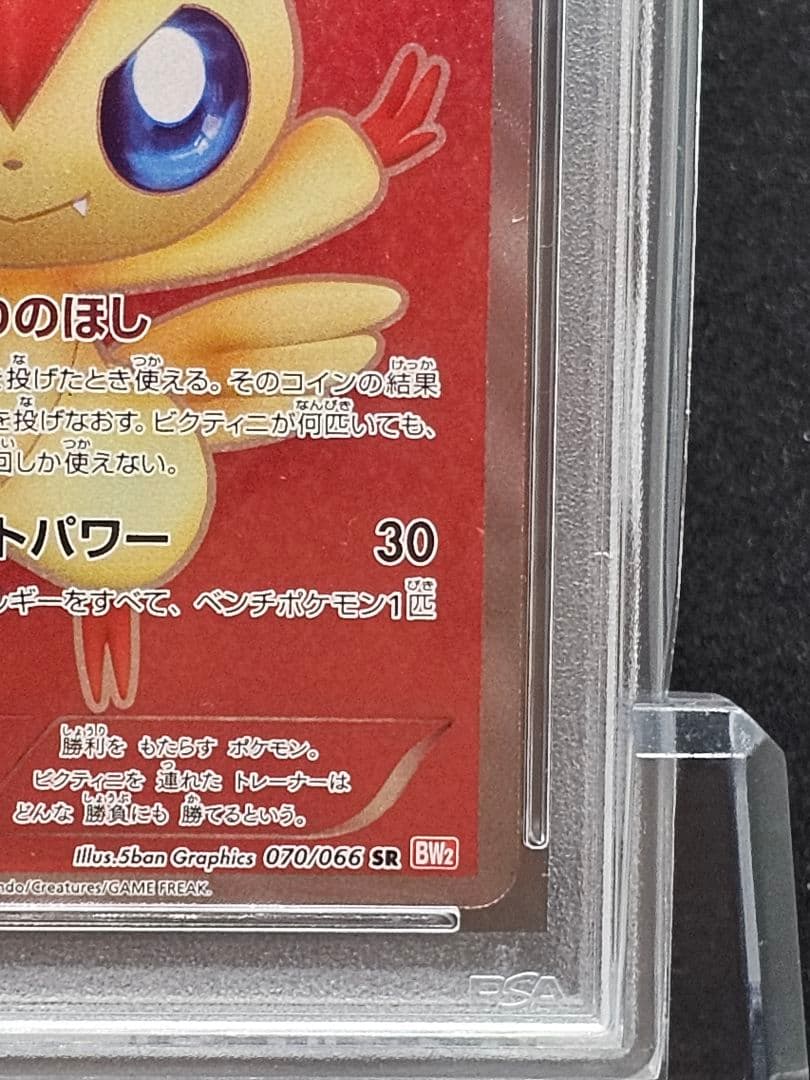 のほし
投げたとき使える。そのコインの結果
を投げなおす。ビクティニが何匹いても、
回しか使えない。
トパワー 30
ギーをすべて、ベンチポケモン1匹
勝利を もたらす ポケモン。
ビクティニを 連れた トレーナーは
どんな 勝負にも 勝てるという。
Illus.5ban Graphics 070/066 SR BW2
ndo/Creatures/GAME FREAK.
PSA